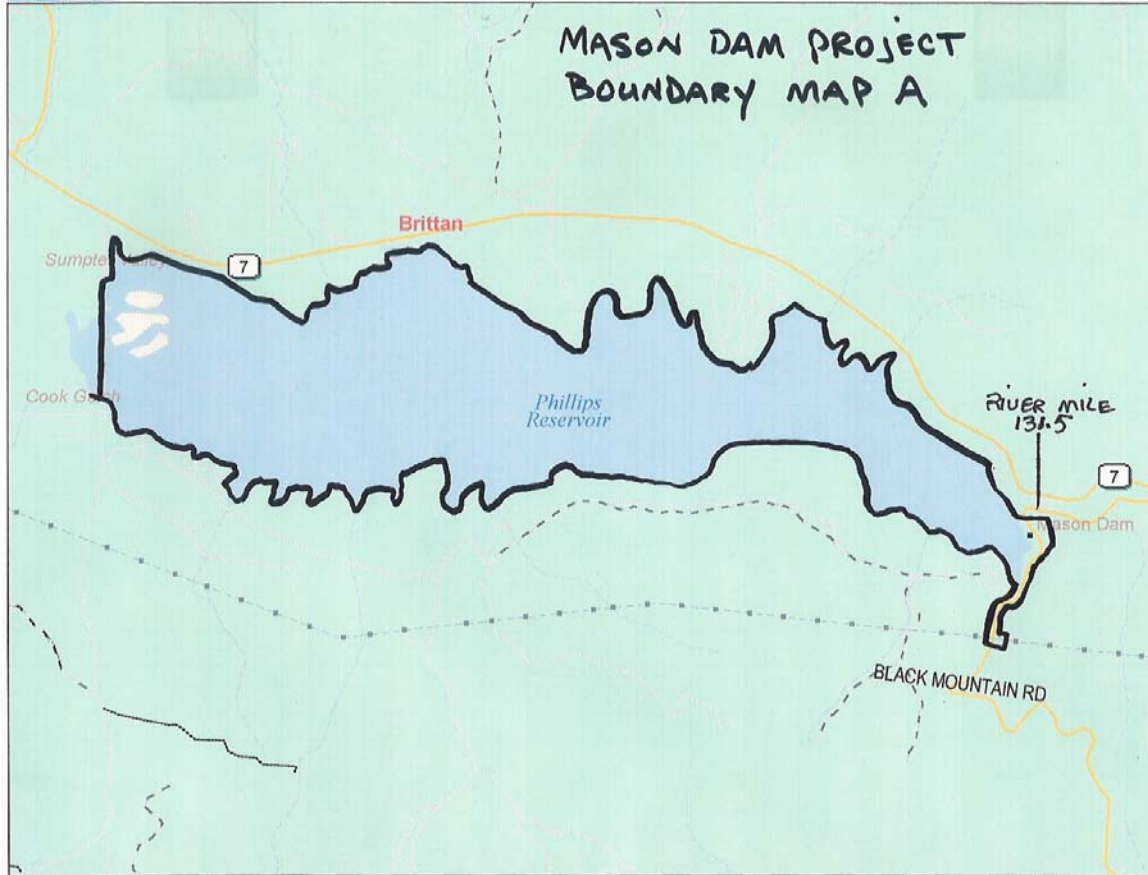 MASON DAM PROJECT
BOUNDARY MAP A
Brittan
Sumpter Valley
7
Cook Gulch
Phillips
Reservoir
RIVER MILE
131.5
7
Mason Dam
BLACK MOUNTAIN RD